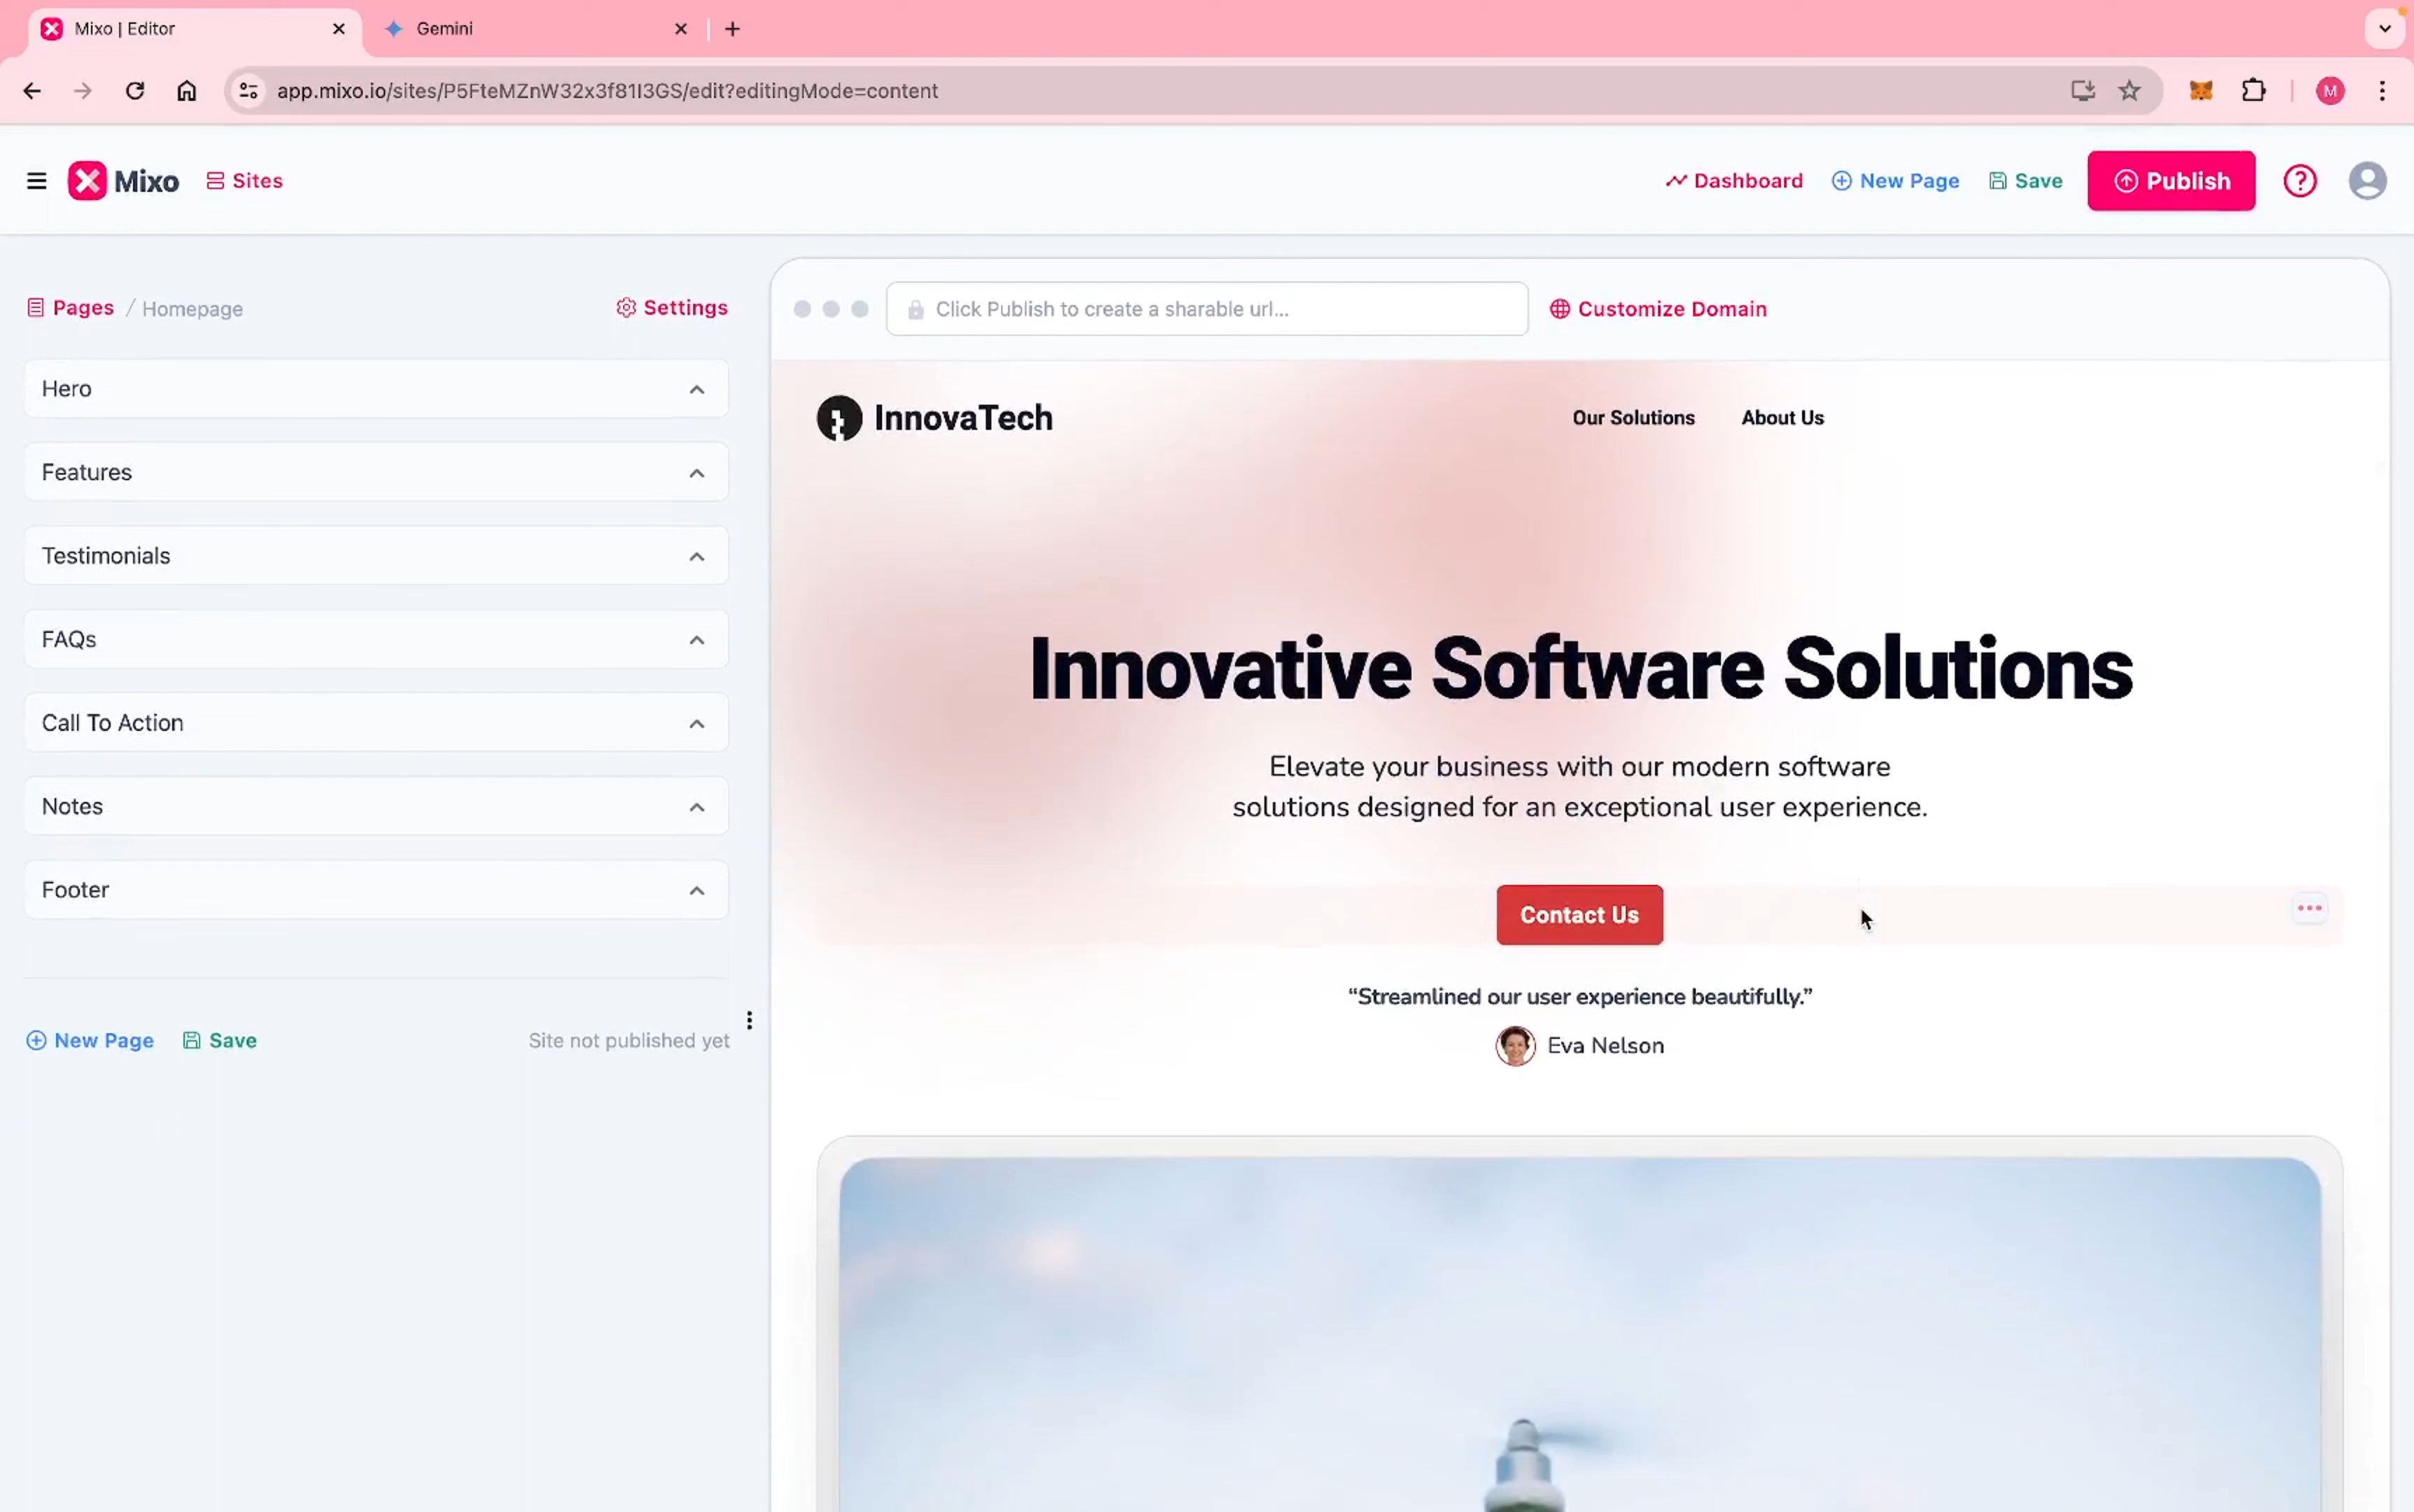 Mixo | Editor
Gemini
app.mixo.io/sites/P5FteMZnW32x3f81I3GS/edit?editingMode=content
M
Mixo
Sites
Dashboard
New Page
Save
Publish
Pages / Homepage
Settings
Hero
Features
Testimonials
FAQs
Call To Action
Notes
Footer
New Page
Save
Site not published yet
Click Publish to create a sharable url...
Customize Domain
InnovaTech
Our Solutions
About Us
Innovative Software Solutions
Elevate your business with our modern software
solutions designed for an exceptional user experience.
Contact Us
“Streamlined our user experience beautifully.”
Eva Nelson